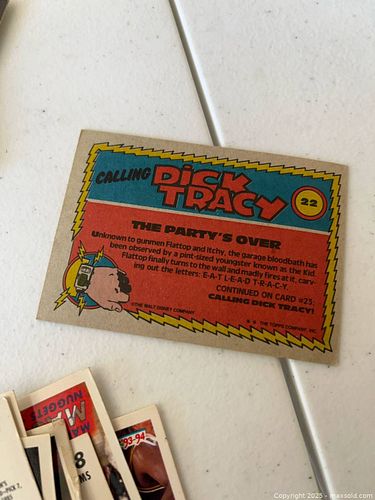 CALLING
DICK
TRACY
22
THE PARTY'S OVER
Unknown to gunmen Flattop and Itchy, the garage bloodbath has
been observed by a pint-sized youngster known as the Kid.
Flattop finally turns to the wall and madly fires at it, carv-
ing out the letters: E-A-T L-E-A-D T-R-A-C-Y.
CONTINUED ON CARD #25:
CALLING DICK TRACY!
© THE WALT DISNEY COMPANY
© THE TOPPS COMPANY, INC.
NUGGETS
93-94
8
MS
Copyright 2025 - maxsold.com